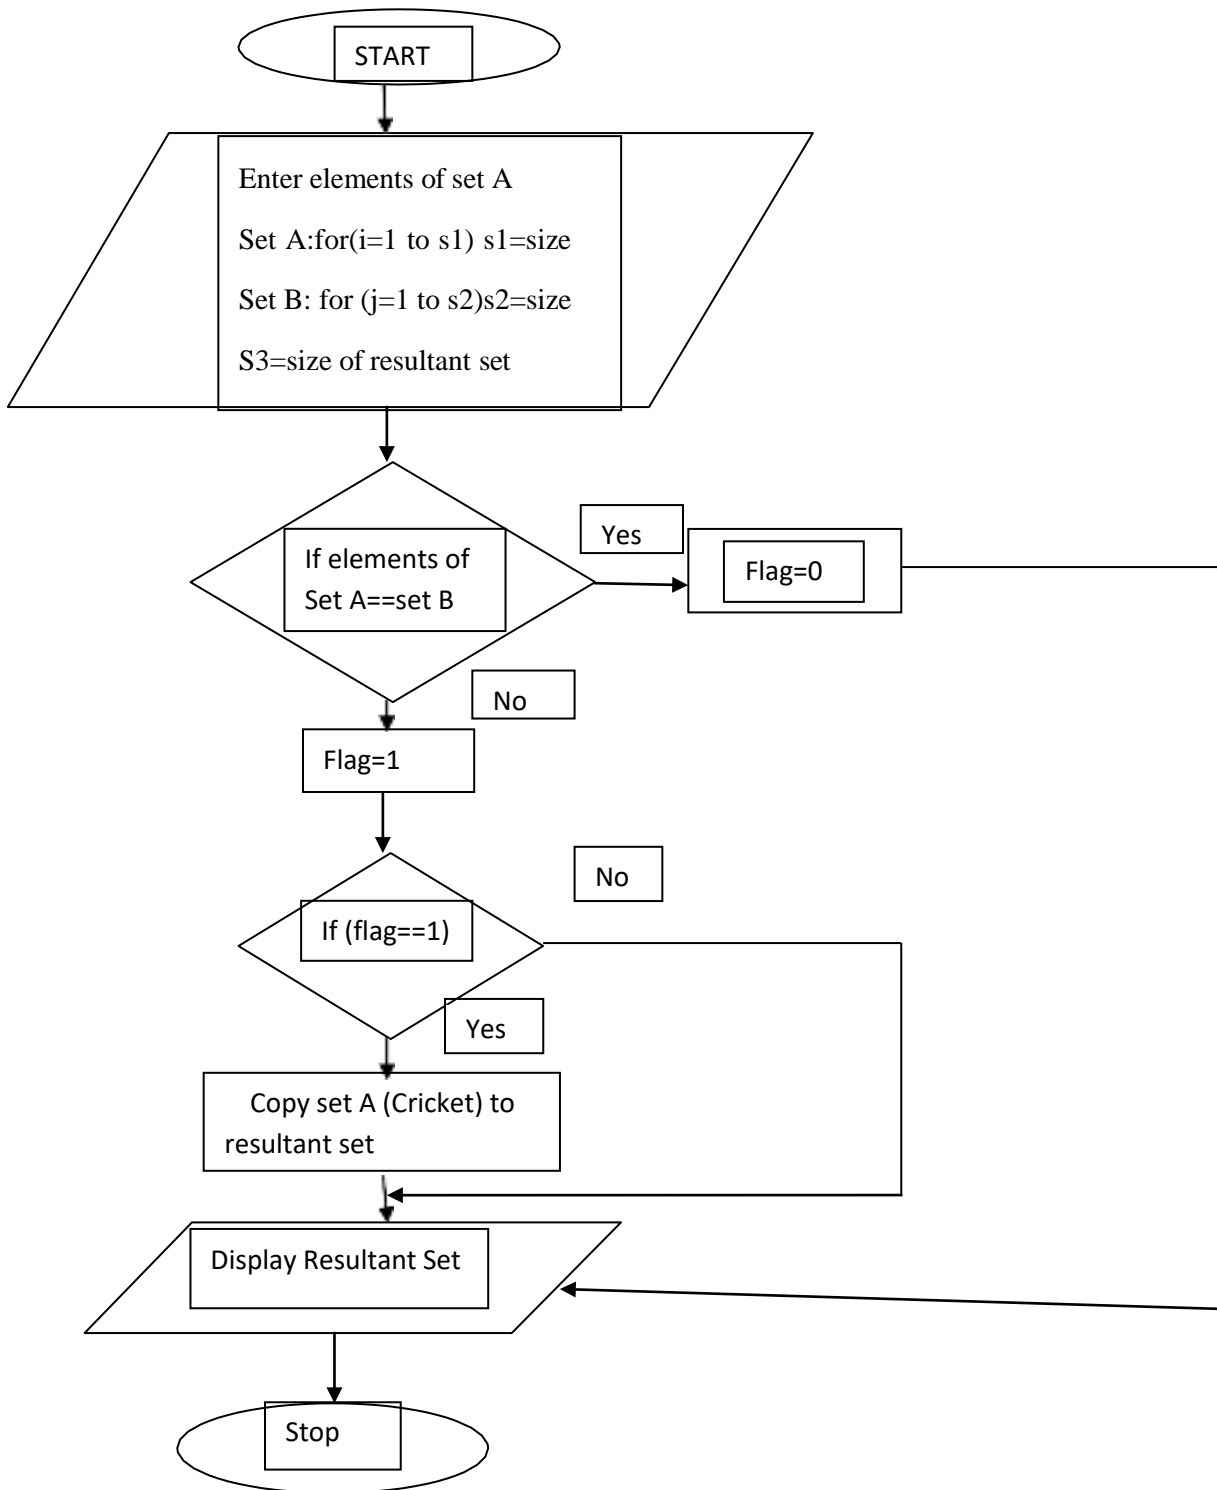 START
Enter elements of set A
Set A:for(i=1 to s1) s1=size
Set B: for (j=1 to s2)s2=size
S3=size of resultant set
Yes
If elements of
Set A==set B
Flag=0
No
Flag=1
No
If (flag==1)
Yes
Copy set A (Cricket) to
resultant set
Display Resultant Set
Stop